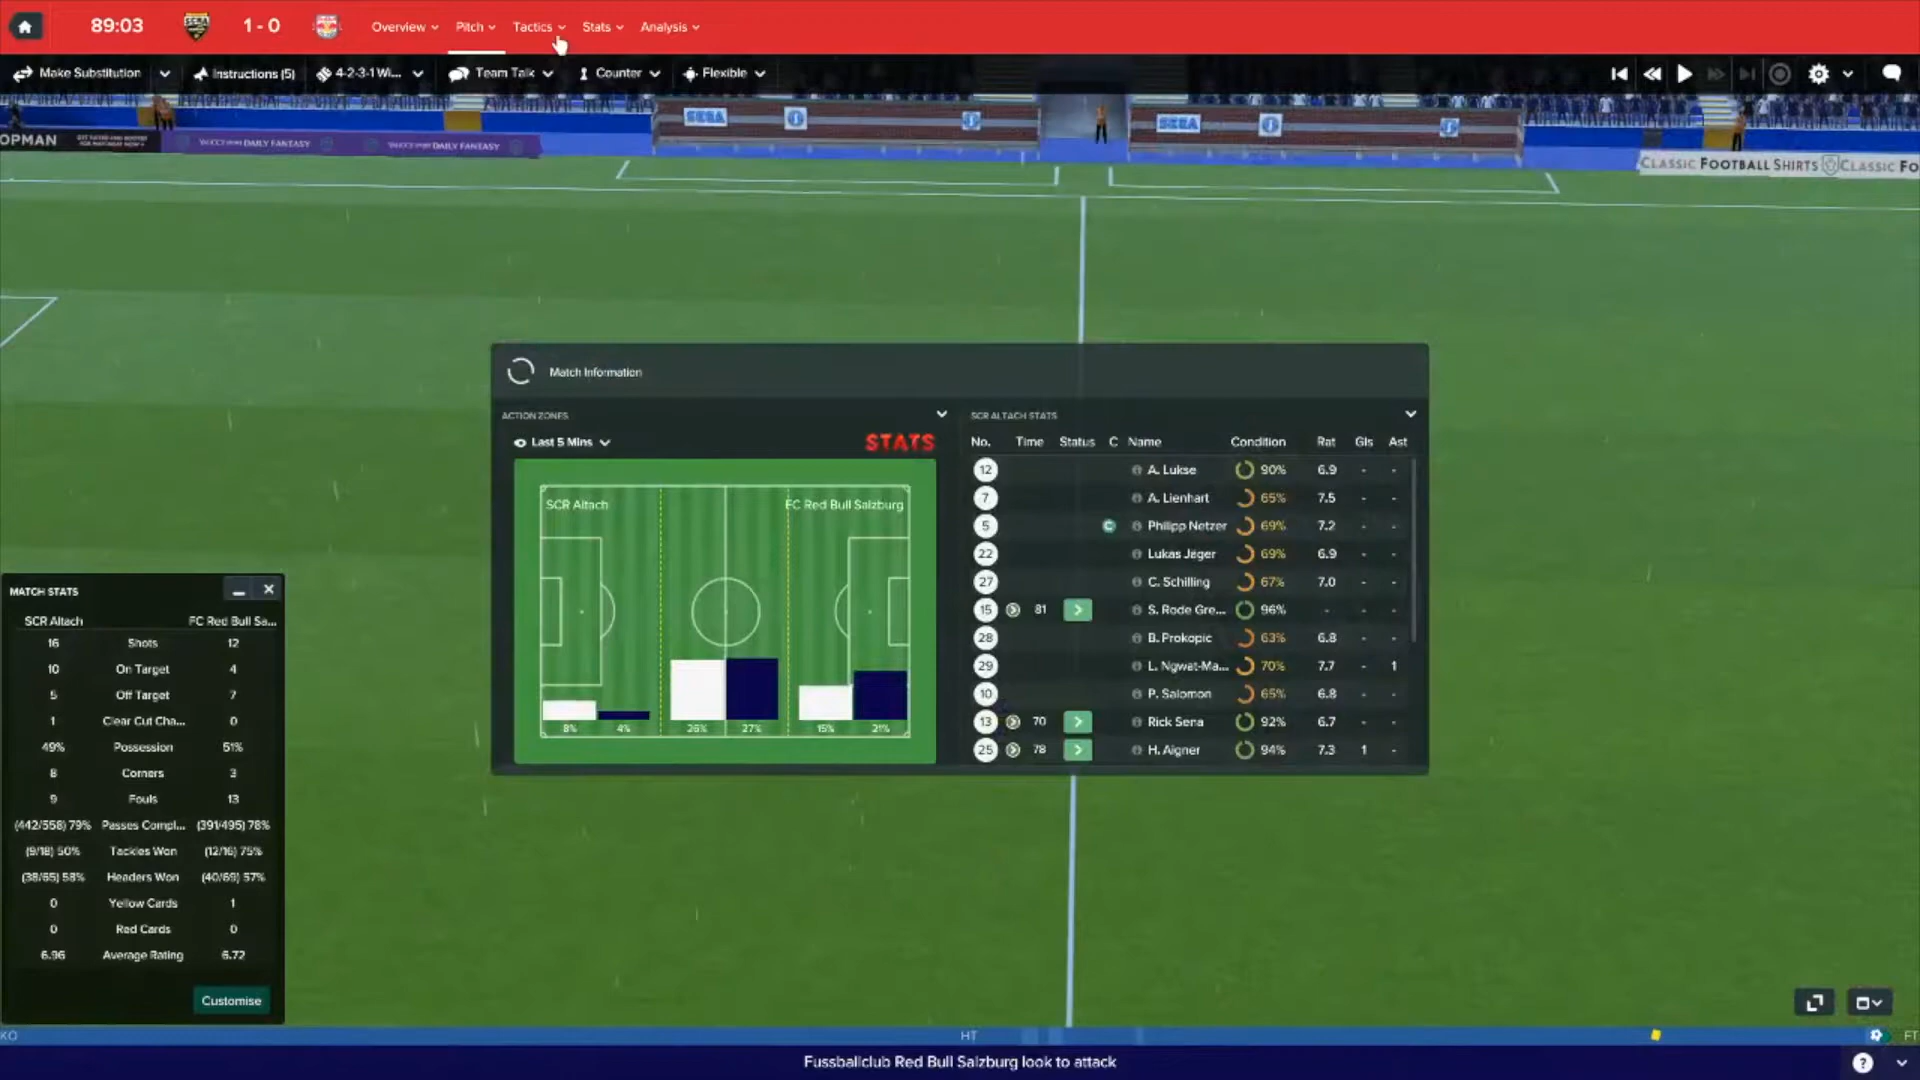 89:03 1 - 0 Overview Pitch Tactics Stats Analysis
Make Substitution Instructions (5) 4-2-3-1 Wi... Team Talk Counter Flexible
SEGA SEGA
OPMAN YAHOO! SPORT DAILY FANTASY YAHOO! SPORT DAILY FANTASY
CLASSIC FOOTBALL SHIRTS CLASSIC FO
Match Information
ACTION ZONES
Last 5 Mins STATS
SCR Altach FC Red Bull Salzburg
8% 4% 26% 27% 15% 21%
SCR ALTACH STATS
No. Time Status C Name Condition Rat Gls Ast
12 A. Lukse 90% 6.9 - -
7 A. Lienhart 65% 7.5 - -
5 C Philipp Netzer 69% 7.2 - -
22 Lukas Jäger 69% 6.9 - -
27 C. Schilling 67% 7.0 - -
15 81 S. Rode Gre... 96% - - -
28 B. Prokopic 63% 6.8 - -
29 L. Ngwat-Ma... 70% 7.7 - 1
10 P. Salomon 65% 6.8 - -
13 70 Rick Sena 92% 6.7 - -
25 78 H. Aigner 94% 7.3 1 -
MATCH STATS
SCR Altach FC Red Bull Sa...
16 Shots 12
10 On Target 4
5 Off Target 7
1 Clear Cut Cha... 0
49% Possession 51%
8 Corners 3
9 Fouls 13
(442/558) 79% Passes Compl... (391/495) 78%
(9/18) 50% Tackles Won (12/16) 75%
(38/65) 58% Headers Won (40/69) 57%
0 Yellow Cards 1
0 Red Cards 0
6.96 Average Rating 6.72
Customise
KO HT FT
Fussballclub Red Bull Salzburg look to attack